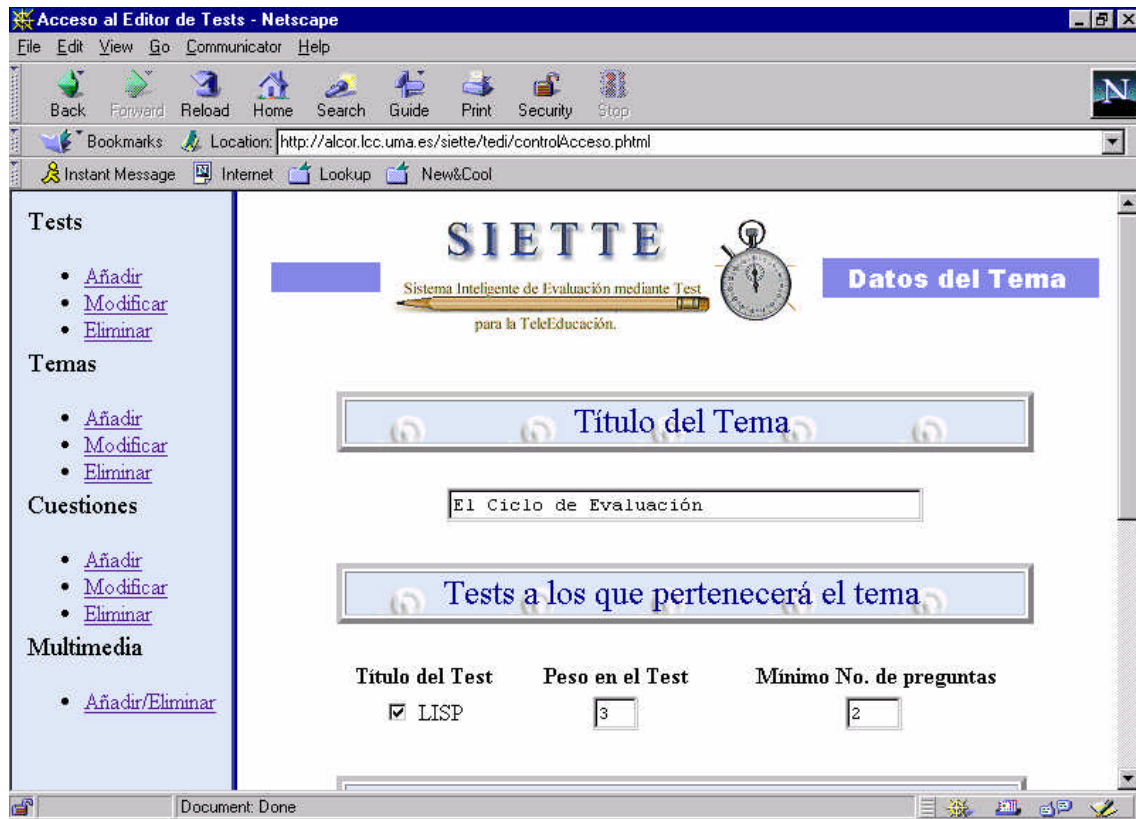 Acceso al Editor de Tests - Netscape
File Edit View Go Communicator Help
Back Forward Reload Home Search Guide Print Security Stop
N
Bookmarks Location: http://alcor.lcc.uma.es/siette/tedi/controlAcceso.phtml
Instant Message Internet Lookup New&Cool
Tests
Añadir
Modificar
Eliminar
Temas
Añadir
Modificar
Eliminar
Cuestiones
Añadir
Modificar
Eliminar
Multimedia
Añadir/Eliminar
SIETTE
Sistema Inteligente de Evaluación mediante Test
para la TeleEducación.
Datos del Tema
Título del Tema
El Ciclo de Evaluación
Tests a los que pertenecerá el tema
Título del Test Peso en el Test Mínimo No. de preguntas
LISP 3 2
Document: Done